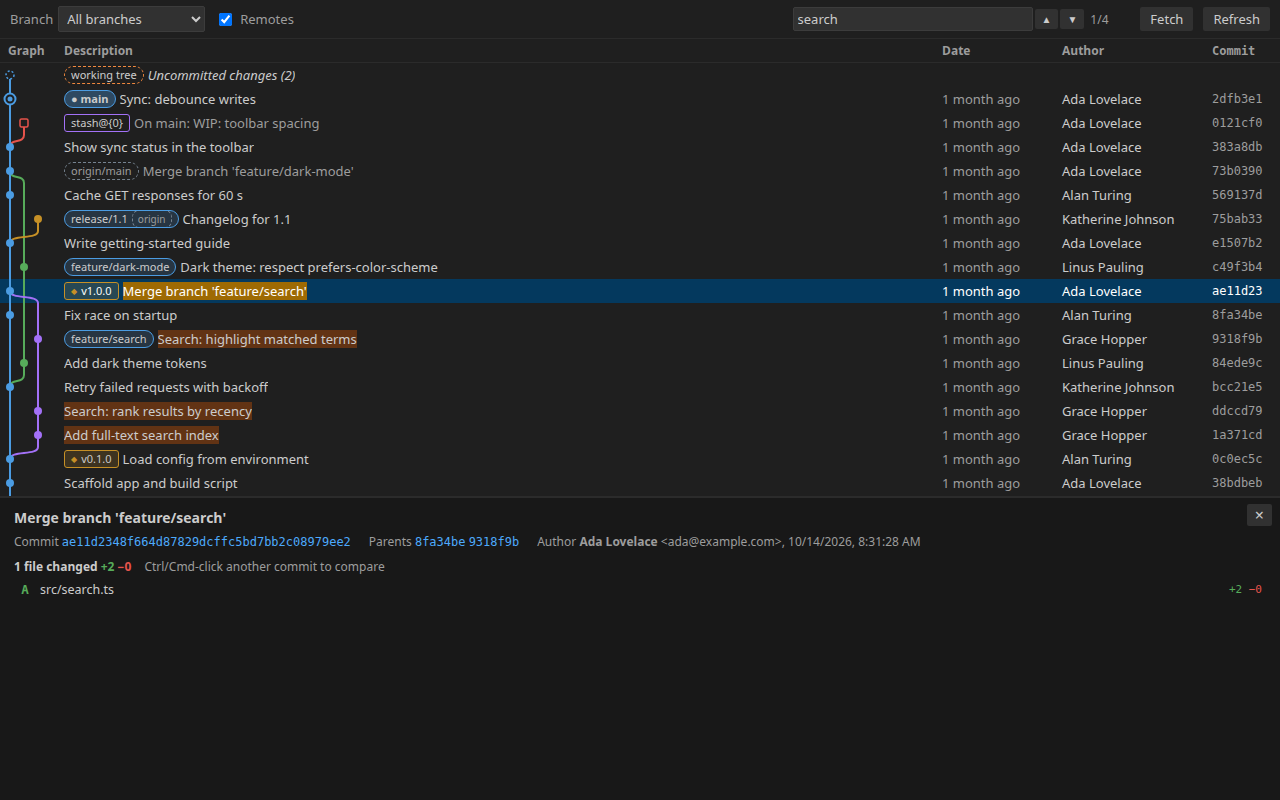 Branch All branches Remotes search ▲ ▼ 1/4 Fetch Refresh
Graph Description Date Author Commit
working tree Uncommitted changes (2)
● main Sync: debounce writes 1 month ago Ada Lovelace 2dfb3e1
stash@{0} On main: WIP: toolbar spacing 1 month ago Ada Lovelace 0121cf0
Show sync status in the toolbar 1 month ago Ada Lovelace 383a8db
origin/main Merge branch 'feature/dark-mode' 1 month ago Ada Lovelace 73b0390
Cache GET responses for 60 s 1 month ago Alan Turing 569137d
release/1.1 origin Changelog for 1.1 1 month ago Katherine Johnson 75bab33
Write getting-started guide 1 month ago Ada Lovelace e1507b2
feature/dark-mode Dark theme: respect prefers-color-scheme 1 month ago Linus Pauling c49f3b4
◆ v1.0.0 Merge branch 'feature/search' 1 month ago Ada Lovelace ae11d23
Fix race on startup 1 month ago Alan Turing 8fa34be
feature/search Search: highlight matched terms 1 month ago Grace Hopper 9318f9b
Add dark theme tokens 1 month ago Linus Pauling 84ede9c
Retry failed requests with backoff 1 month ago Katherine Johnson bcc21e5
Search: rank results by recency 1 month ago Grace Hopper ddccd79
Add full-text search index 1 month ago Grace Hopper 1a371cd
◆ v0.1.0 Load config from environment 1 month ago Alan Turing 0c0ec5c
Scaffold app and build script 1 month ago Ada Lovelace 38bdbeb
Merge branch 'feature/search' ×
Commit ae11d2348f664d87829dcffc5bd7bb2c08979ee2 Parents 8fa34be 9318f9b Author Ada Lovelace <ada@example.com>, 10/14/2026, 8:31:28 AM
1 file changed +2 −0 Ctrl/Cmd-click another commit to compare
A src/search.ts +2 −0